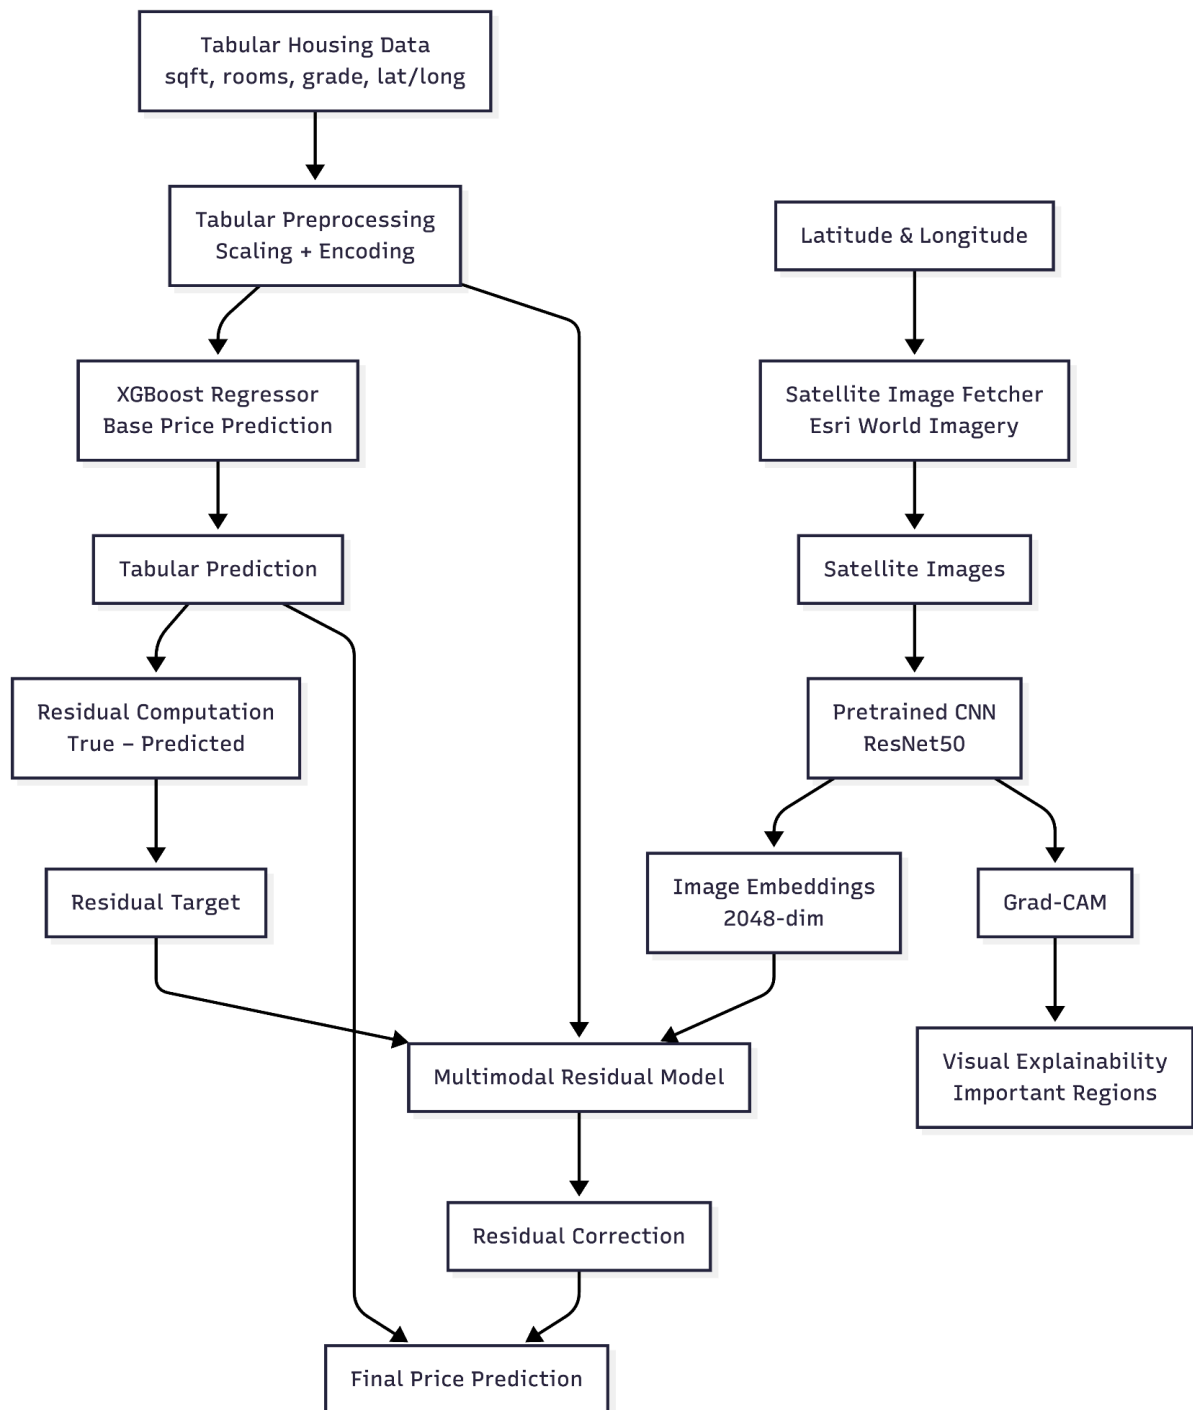 Tabular Housing Data
sqft, rooms, grade, lat/long
Tabular Preprocessing
Scaling + Encoding
Latitude & Longitude
XGBoost Regressor
Base Price Prediction
Satellite Image Fetcher
Esri World Imagery
Tabular Prediction
Satellite Images
Residual Computation
True – Predicted
Pretrained CNN
ResNet50
Residual Target
Image Embeddings
2048-dim
Grad-CAM
Multimodal Residual Model
Visual Explainability
Important Regions
Residual Correction
Final Price Prediction